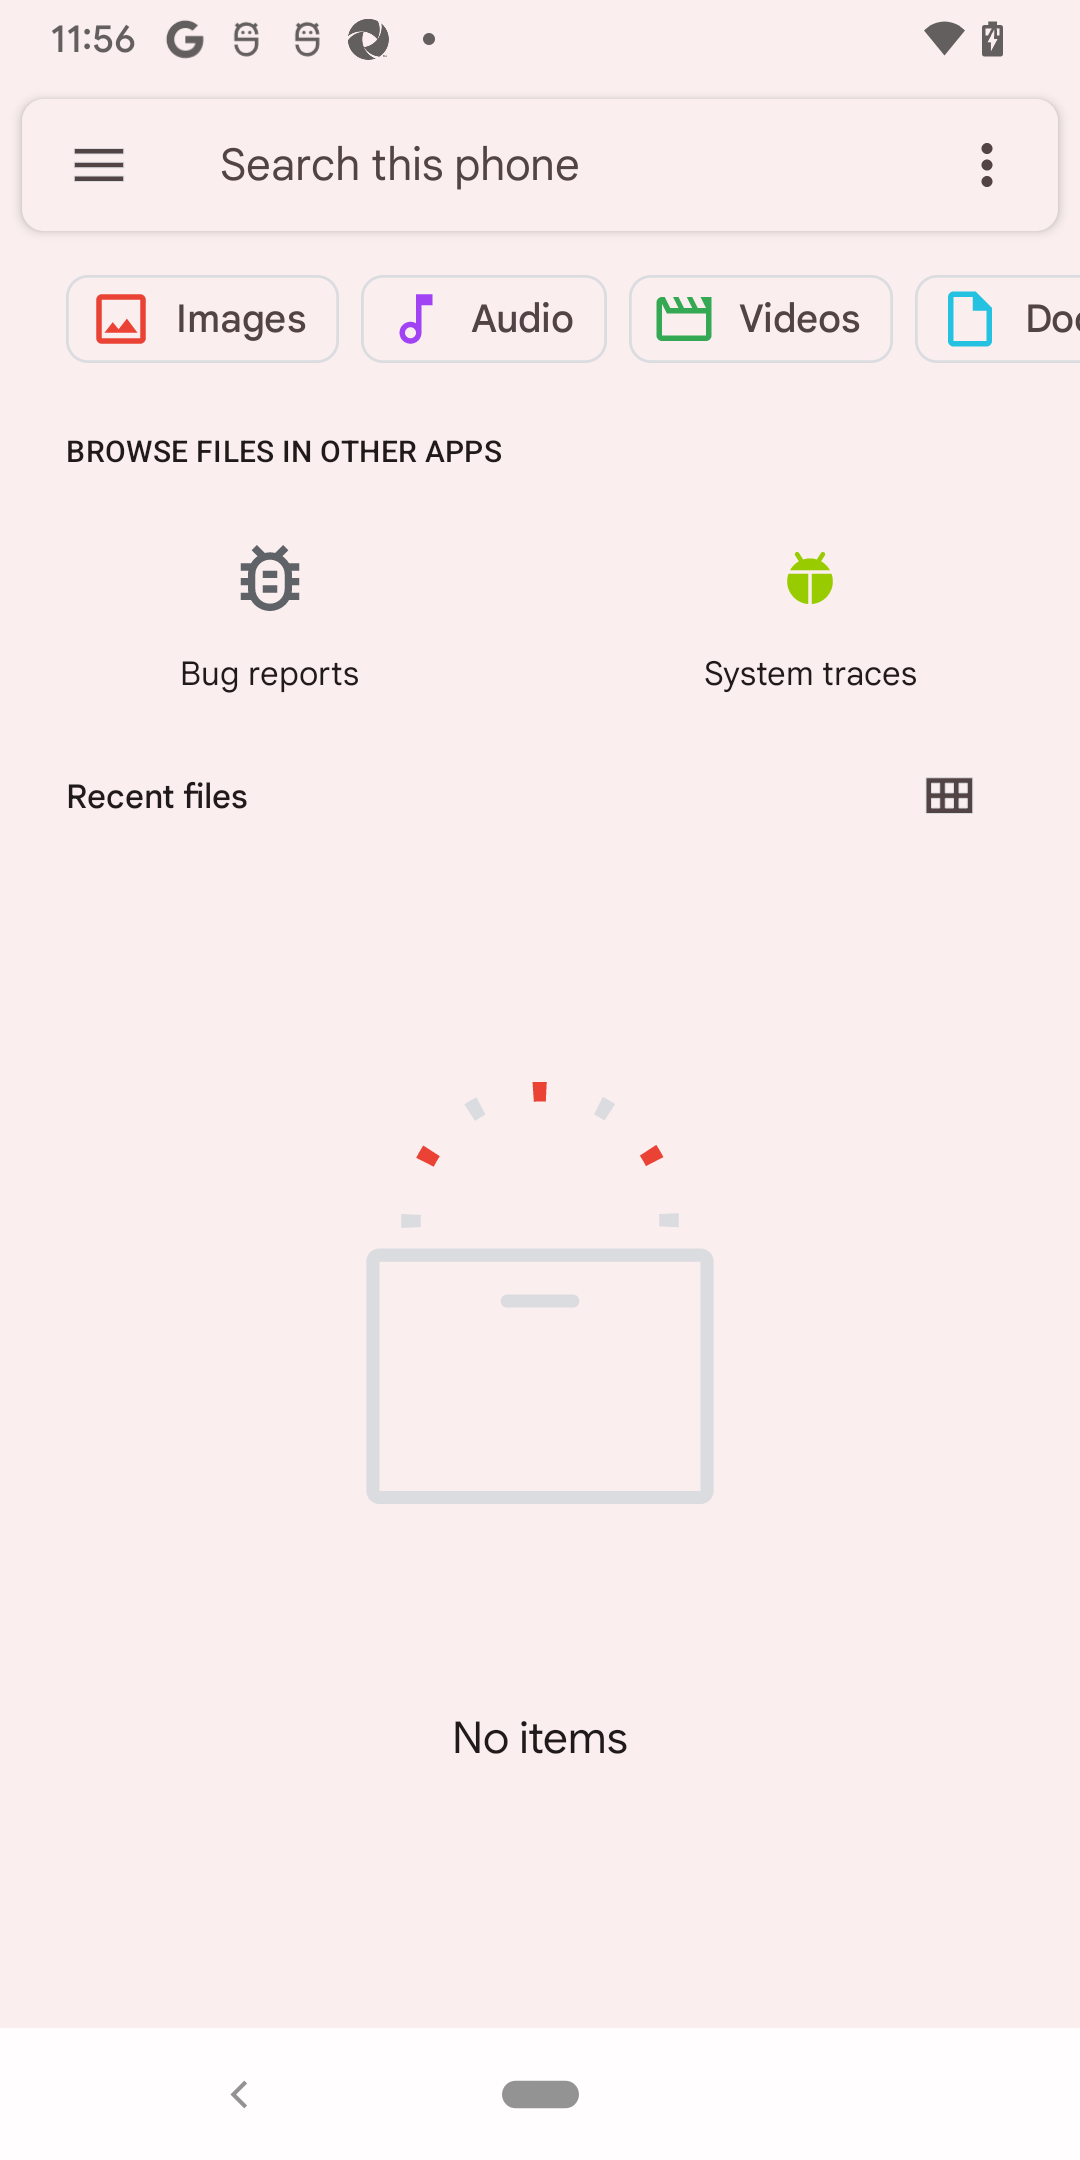 11:56
Search this phone
Images
Audio
Videos
Doc
BROWSE FILES IN OTHER APPS
Bug reports
System traces
Recent files
No items